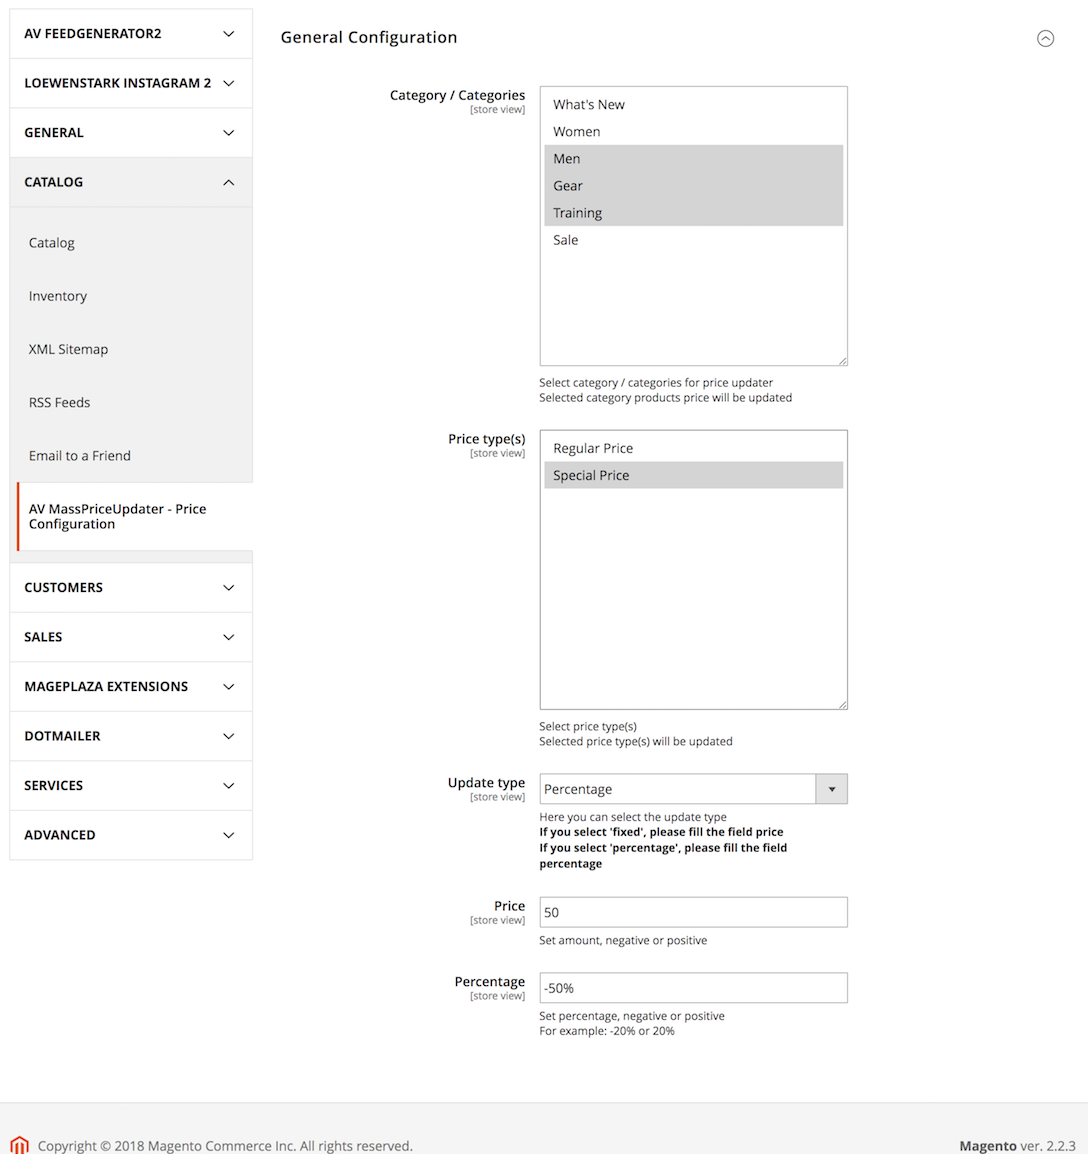 AV FEEDGENERATOR2
LOEWENSTARK INSTAGRAM 2
GENERAL
CATALOG
Catalog
Inventory
XML Sitemap
RSS Feeds
Email to a Friend
AV MassPriceUpdater - Price
Configuration
CUSTOMERS
SALES
MAGEPLAZA EXTENSIONS
DOTMAILER
SERVICES
ADVANCED
General Configuration
Category / Categories
[store view]
What's New
Women
Men
Gear
Training
Sale
Select category / categories for price updater
Selected category products price will be updated
Price type(s)
[store view]
Regular Price
Special Price
Select price type(s)
Selected price type(s) will be updated
Update type
[store view]
Percentage
Here you can select the update type
If you select 'fixed', please fill the field price
If you select 'percentage', please fill the field
percentage
Price
[store view]
50
Set amount, negative or positive
Percentage
[store view]
-50%
Set percentage, negative or positive
For example: -20% or 20%
Copyright © 2018 Magento Commerce Inc. All rights reserved.
Magento ver. 2.2.3